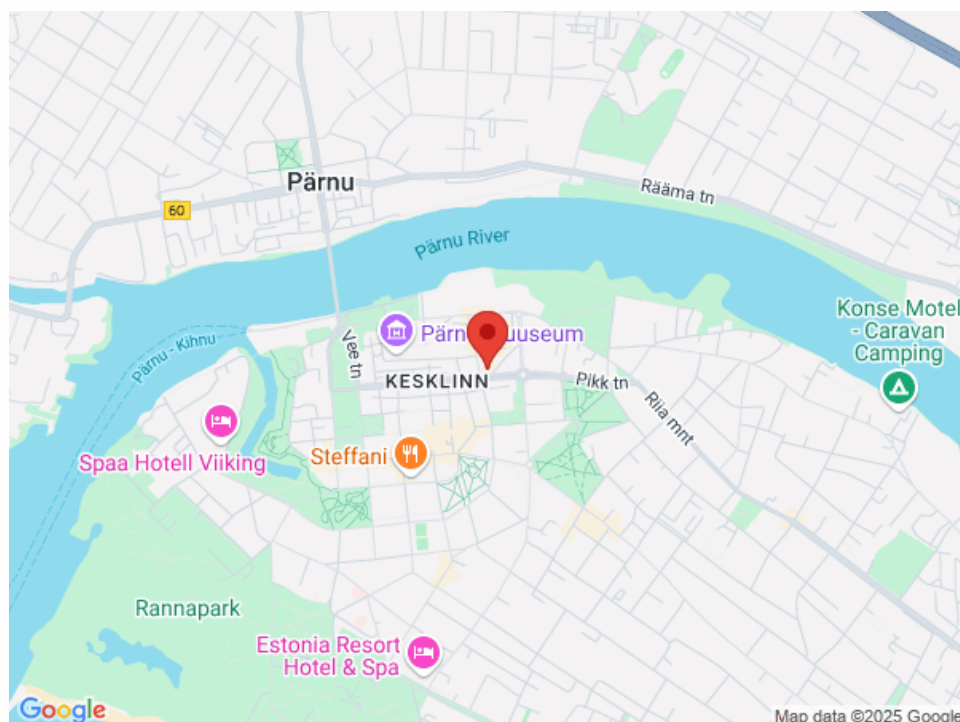 Rääma tn
Pärnu
60
Pärnu River
Konse Motel
- Caravan
Camping
Pärnu - Kihnu
Vee tn
Pärnu
uuseum
KESKLINN
Pikk tn
Riia mnt
Spaa Hotell Viiking
Steffani
Rannapark
Estonia Resort
Hotel & Spa
Google
Map data ©2025 Google